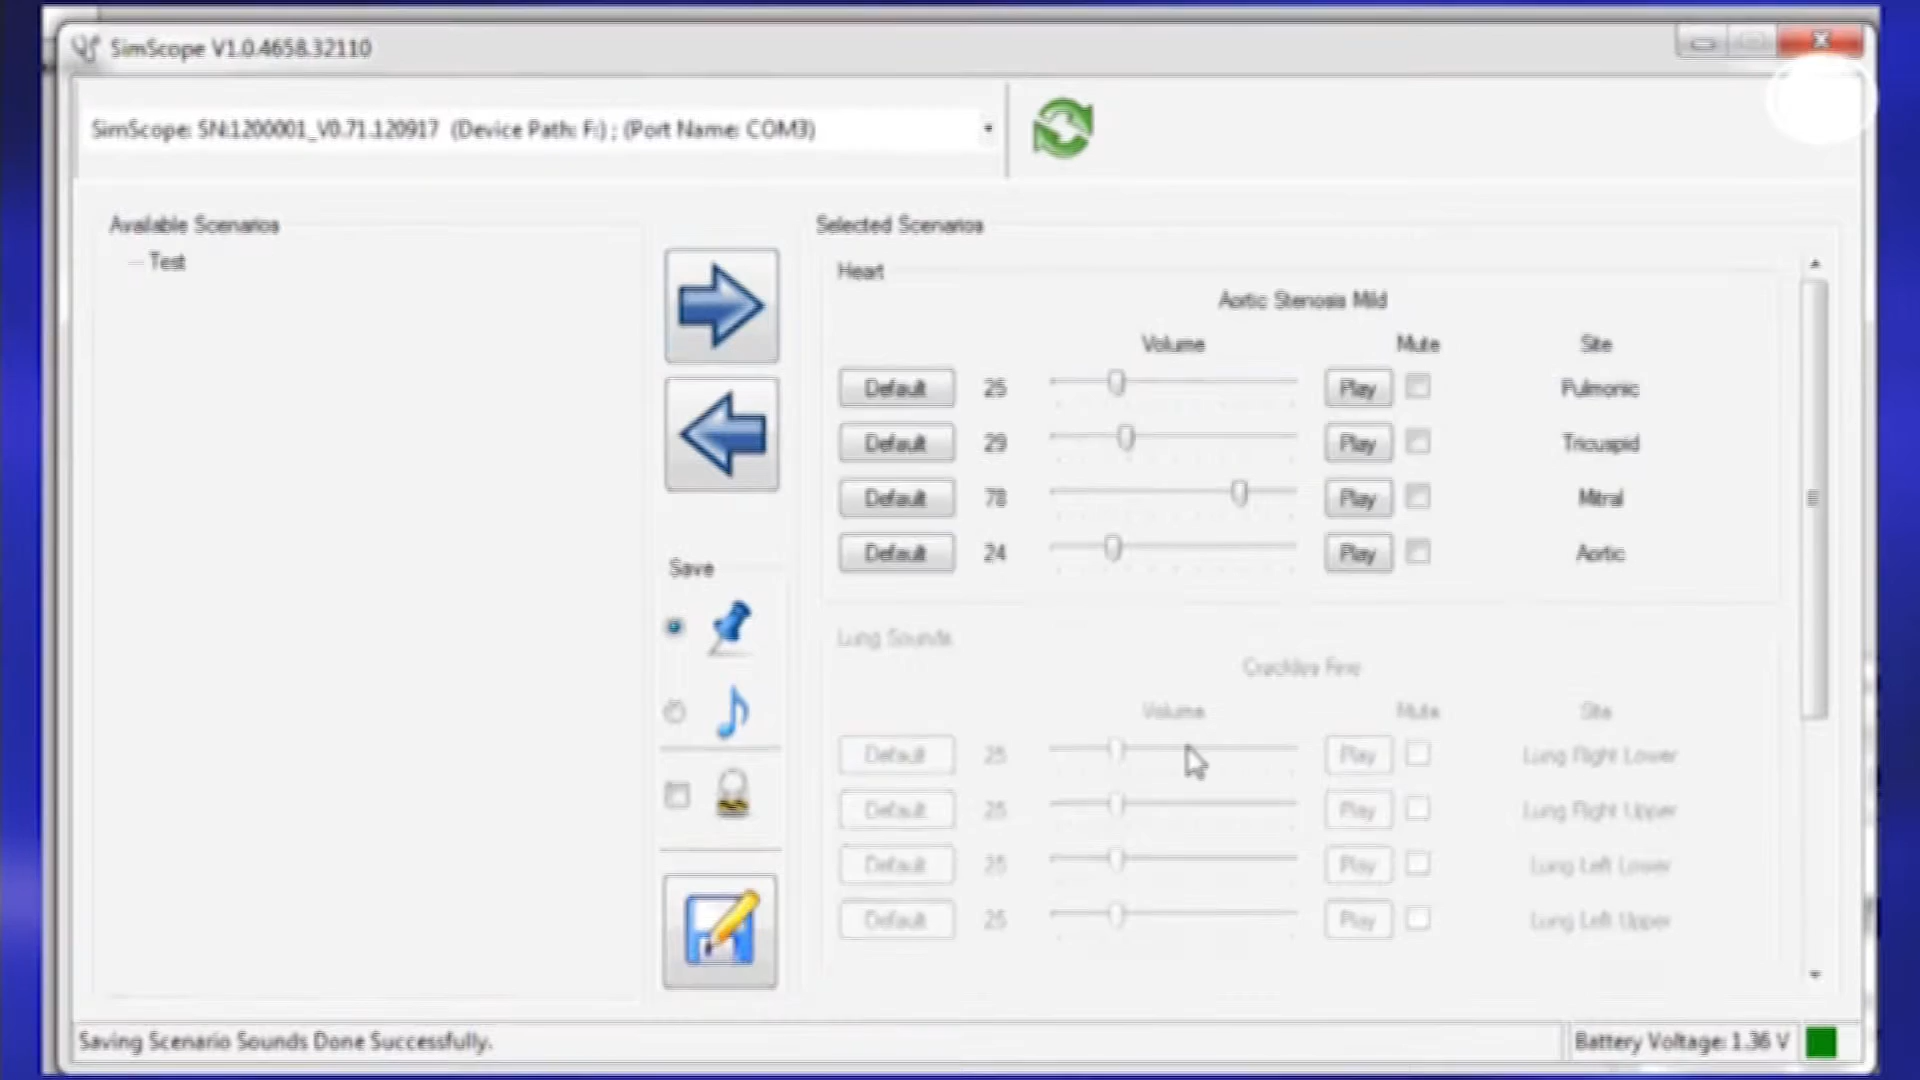 SimScope V1.0.4658.32110
SimScope: SN:1200001_V0.71.120917 (Device Path: F:) ; (Port Name: COM3)
Available Scenarios
Test
Save
Selected Scenarios
Heart
Aortic Stenosis Mild
Volume Mute Site
Default 25 Play Pulmonic
Default 29 Play Tricuspid
Default 78 Play Mitral
Default 24 Play Aortic
Lung Sounds
Crackles Fine
Volume Mute Site
Default 25 Play Lung Right Lower
Default 25 Play Lung Right Upper
Default 25 Play Lung Left Lower
Default 25 Play Lung Left Upper
Saving Scenario Sounds Done Successfully.
Battery Voltage: 1.36 V